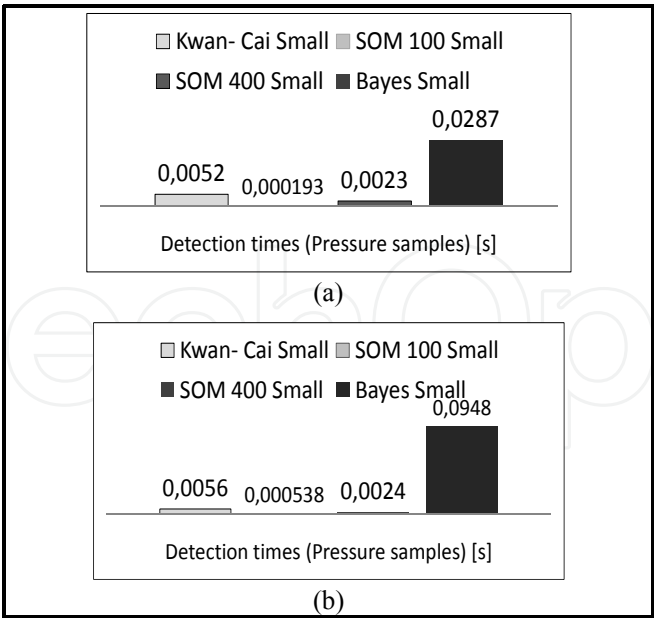 Kwan- Cai Small SOM 100 Small
SOM 400 Small Bayes Small
0,0287
0,0052 0,000193 0,0023
Detection times (Pressure samples) [s]
(a)
Kwan- Cai Small SOM 100 Small
SOM 400 Small Bayes Small
0,0948
0,0056 0,000538 0,0024
Detection times (Pressure samples) [s]
(b)